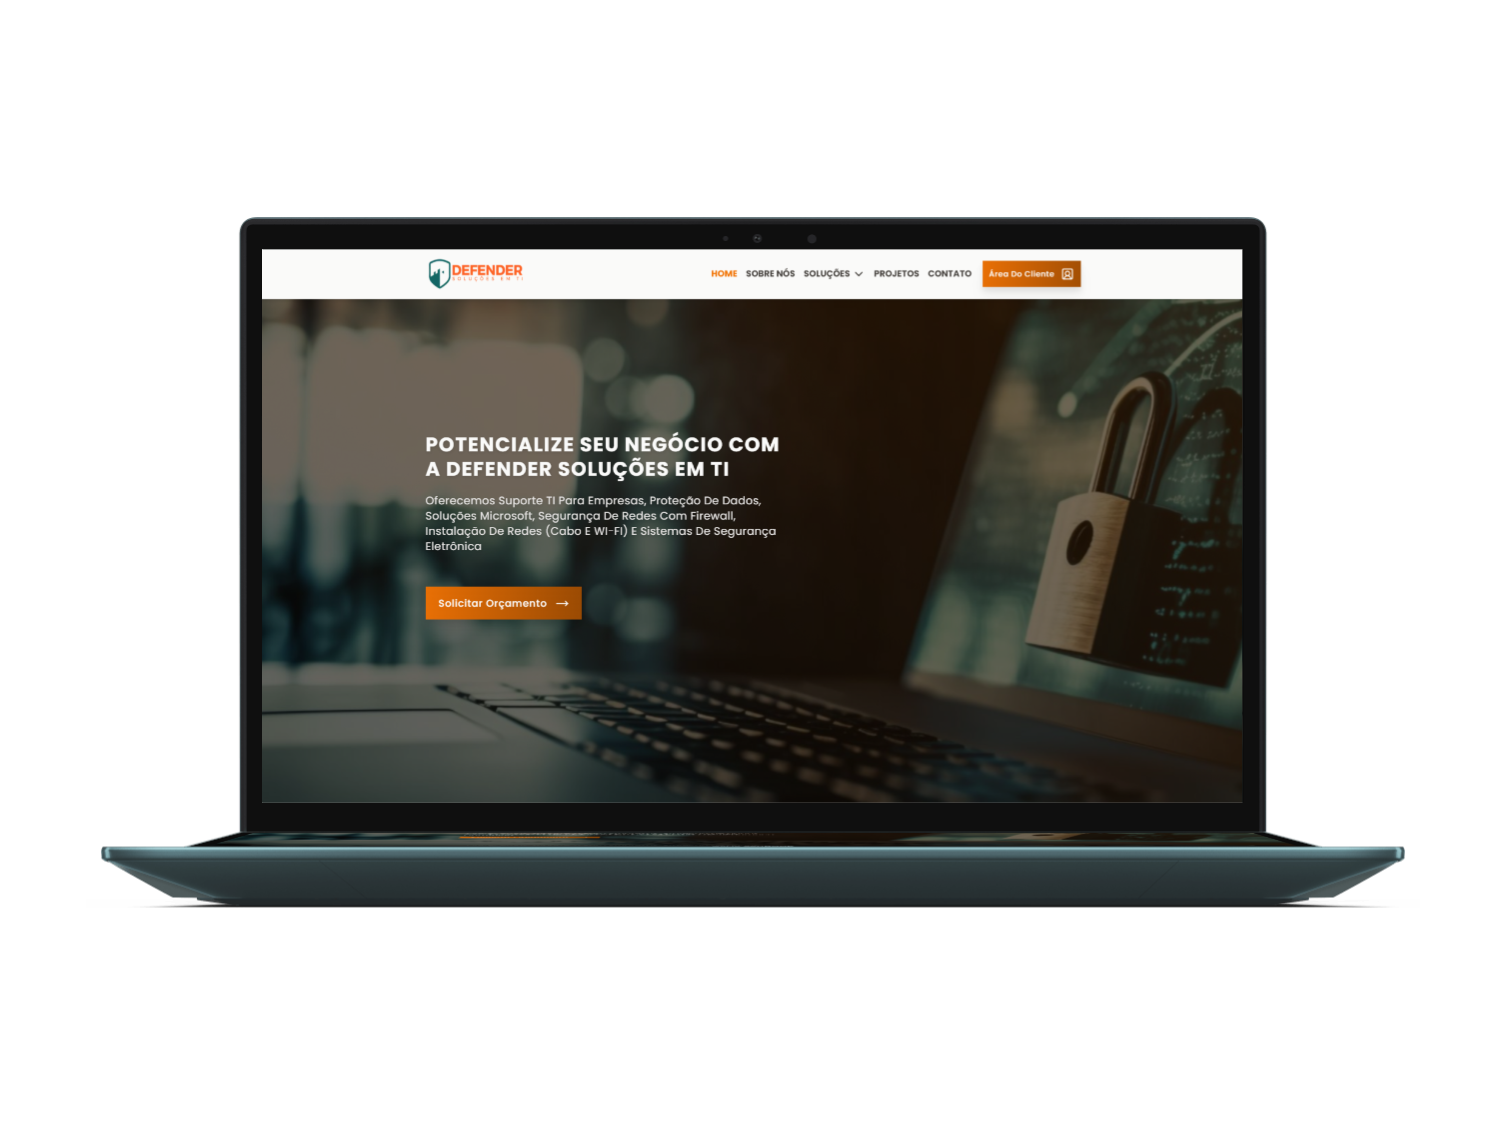 DEFENDER
SOLUÇÕES EM TI
HOME SOBRE NÓS SOLUÇÕES PROJETOS CONTATO Área Do Cliente
POTENCIALIZE SEU NEGÓCIO COM
A DEFENDER SOLUÇÕES EM TI
Oferecemos Suporte TI Para Empresas, Proteção De Dados,
Soluções Microsoft, Segurança De Redes Com Firewall,
Instalação De Redes (Cabo E WI-FI) E Sistemas De Segurança
Eletrônica
Solicitar Orçamento